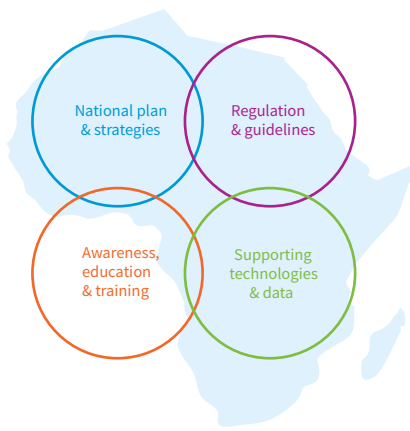 National plan
& strategies
Regulation
& guidelines
Awareness,
education
& training
Supporting
technologies
& data